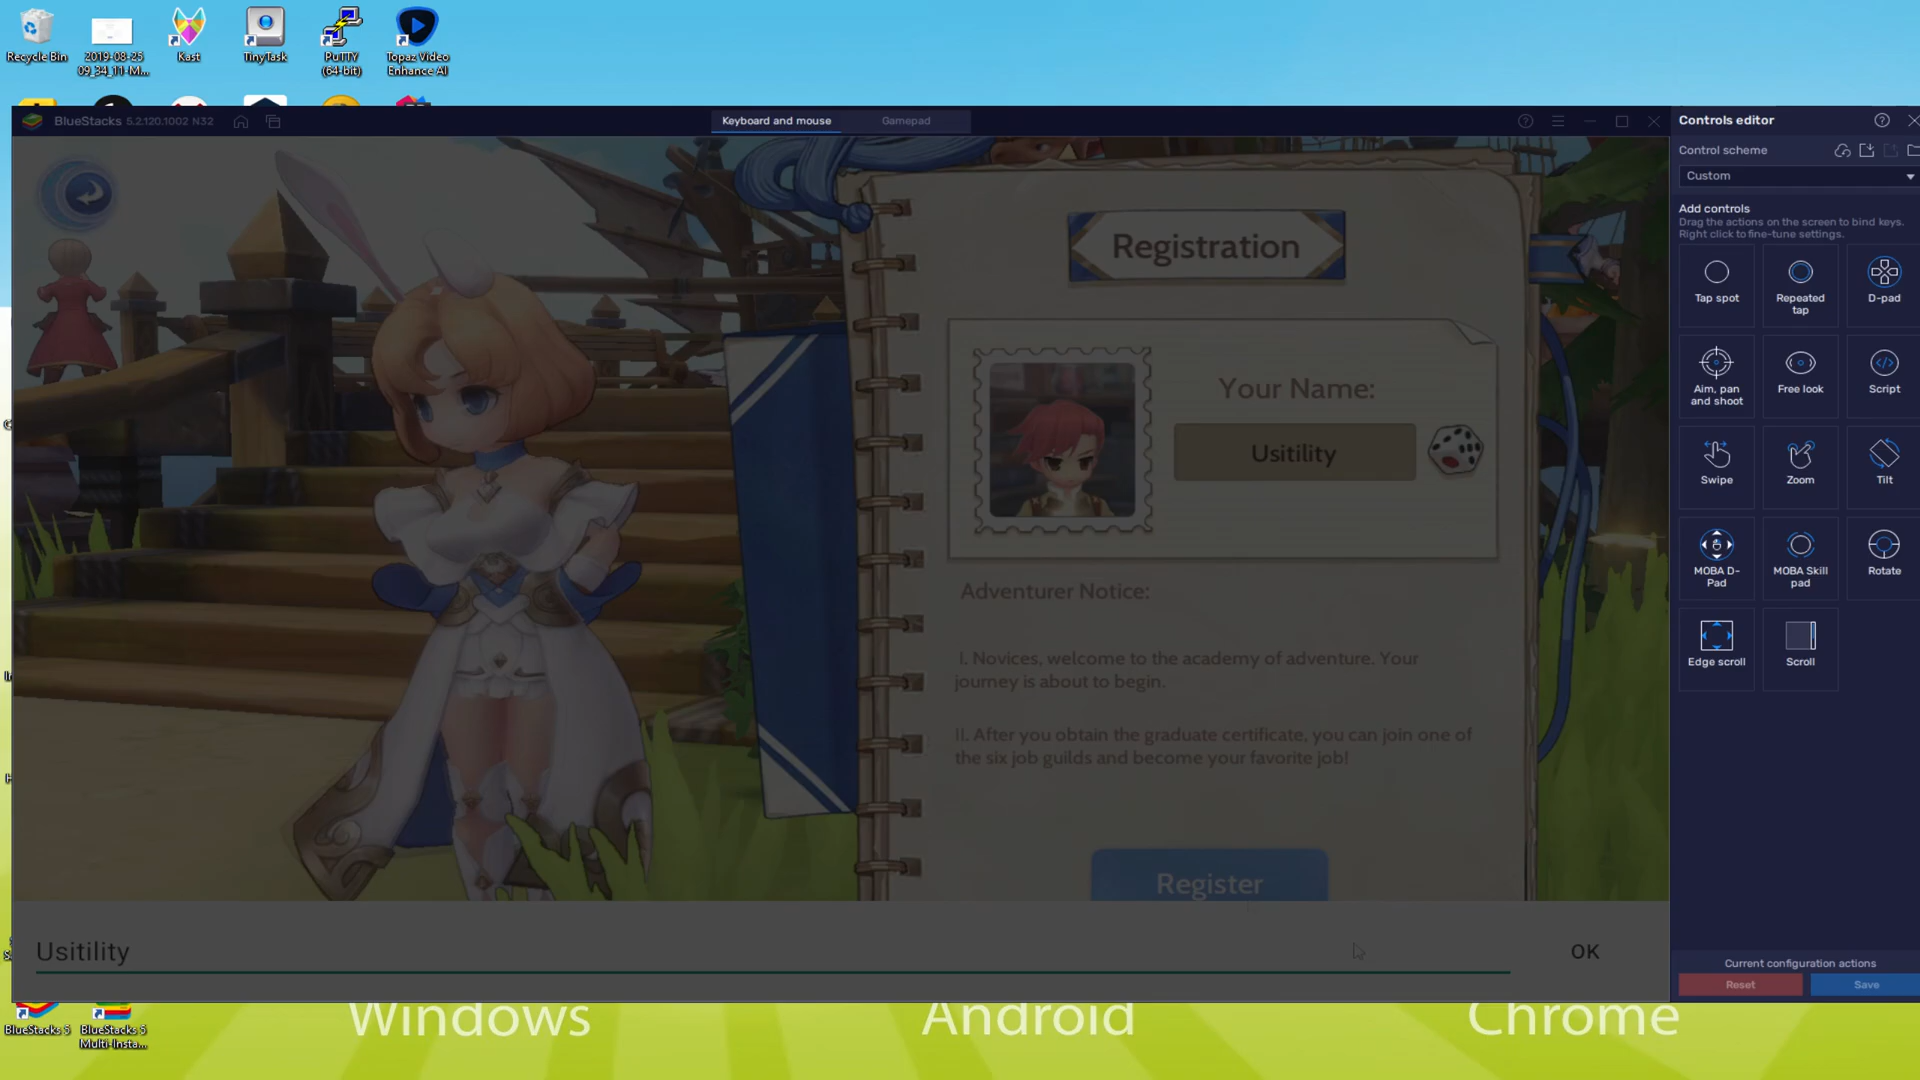 Recycle Bin
2019-08-25
09_34_11-M...
Kast
TinyTask
PuTTY
(64-bit)
Topaz Video
Enhance AI
BlueStacks 5.2.120.1002 N32
Keyboard and mouse
Gamepad
Controls editor
Control scheme
Custom
Add controls
Drag the actions on the screen to bind keys.
Right click to fine-tune settings.
Tap spot
Repeated
tap
D-pad
Aim, pan
and shoot
Free look
Script
Swipe
Zoom
Tilt
MOBA D-
Pad
MOBA Skill
pad
Rotate
Edge scroll
Scroll
Current configuration actions
Reset
Save
Registration
Your Name:
Usitility
Adventurer Notice:
I. Novices, welcome to the academy of adventure. Your
journey is about to begin.
II. After you obtain the graduate certificate, you can join one of
the six job guilds and become your favorite job!
Register
Usitility
OK
BlueStacks 5
BlueStacks 5
Multi-Insta...
Windows
Android
Chrome